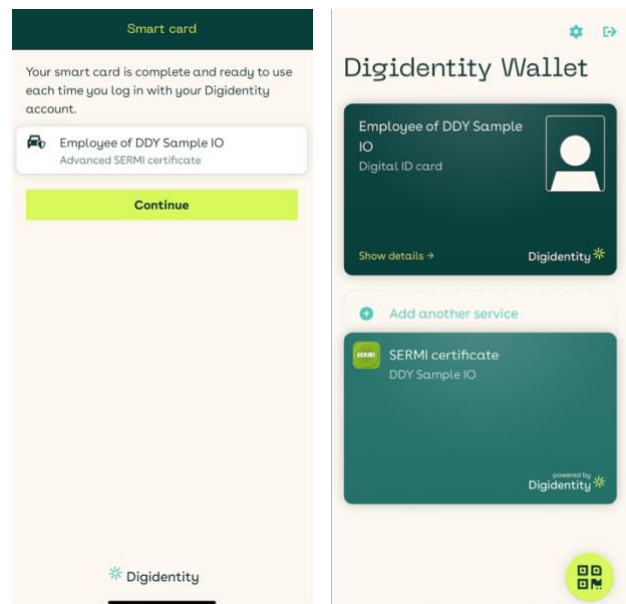 Smart card
Your smart card is complete and ready to use
each time you log in with your Digidentity
account.
Employee of DDY Sample IO
Advanced SERMI certificate
Continue
Digidentity
Digidentity Wallet
Employee of DDY Sample
IO
Digital ID card
Show details →
Digidentity
Add another service
SERMI
SERMI certificate
DDY Sample IO
powered by
Digidentity